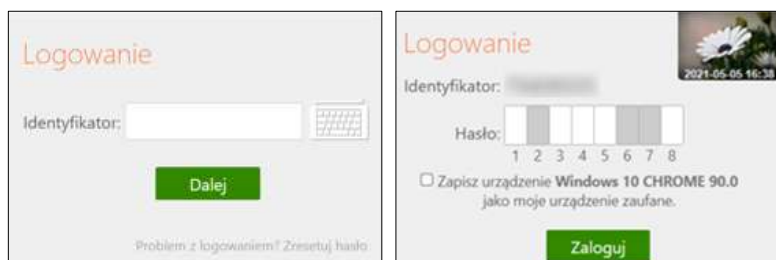 Logowanie
Identyfikator:
Dalej
Problem z logowaniem? Zresetuj hasło
Logowanie
2021-05-05 16:38
Identyfikator:
Hasło:
1 2 3 4 5 6 7 8
Zapisz urządzenie Windows 10 CHROME 90.0
jako moje urządzenie zaufane.
Zaloguj